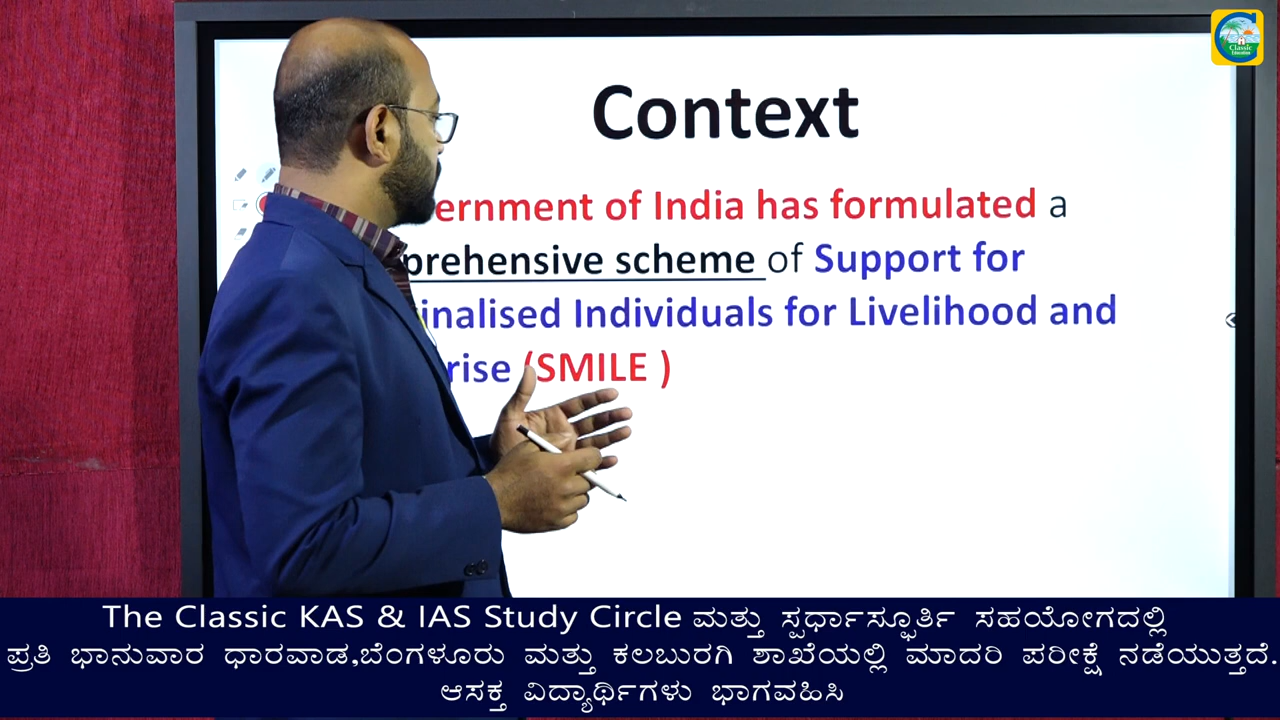 Classic
Education
Context
ernment of India has formulated a
prehensive scheme of Support for
inalised Individuals for Livelihood and
rise (SMILE )
The Classic KAS & IAS Study Circle ಮತ್ತು ಸ್ಪರ್ಧಾಸ್ಫೂರ್ತಿ ಸಹಯೋಗದಲ್ಲಿ
ಪ್ರತಿ ಭಾನುವಾರ ಧಾರವಾಡ,ಬೆಂಗಳೂರು ಮತ್ತು ಕಲಬುರಗಿ ಶಾಖೆಯಲ್ಲಿ ಮಾದರಿ ಪರೀಕ್ಷೆ ನಡೆಯುತ್ತದೆ.
ಆಸಕ್ತ ವಿದ್ಯಾರ್ಥಿಗಳು ಭಾಗವಹಿಸಿ